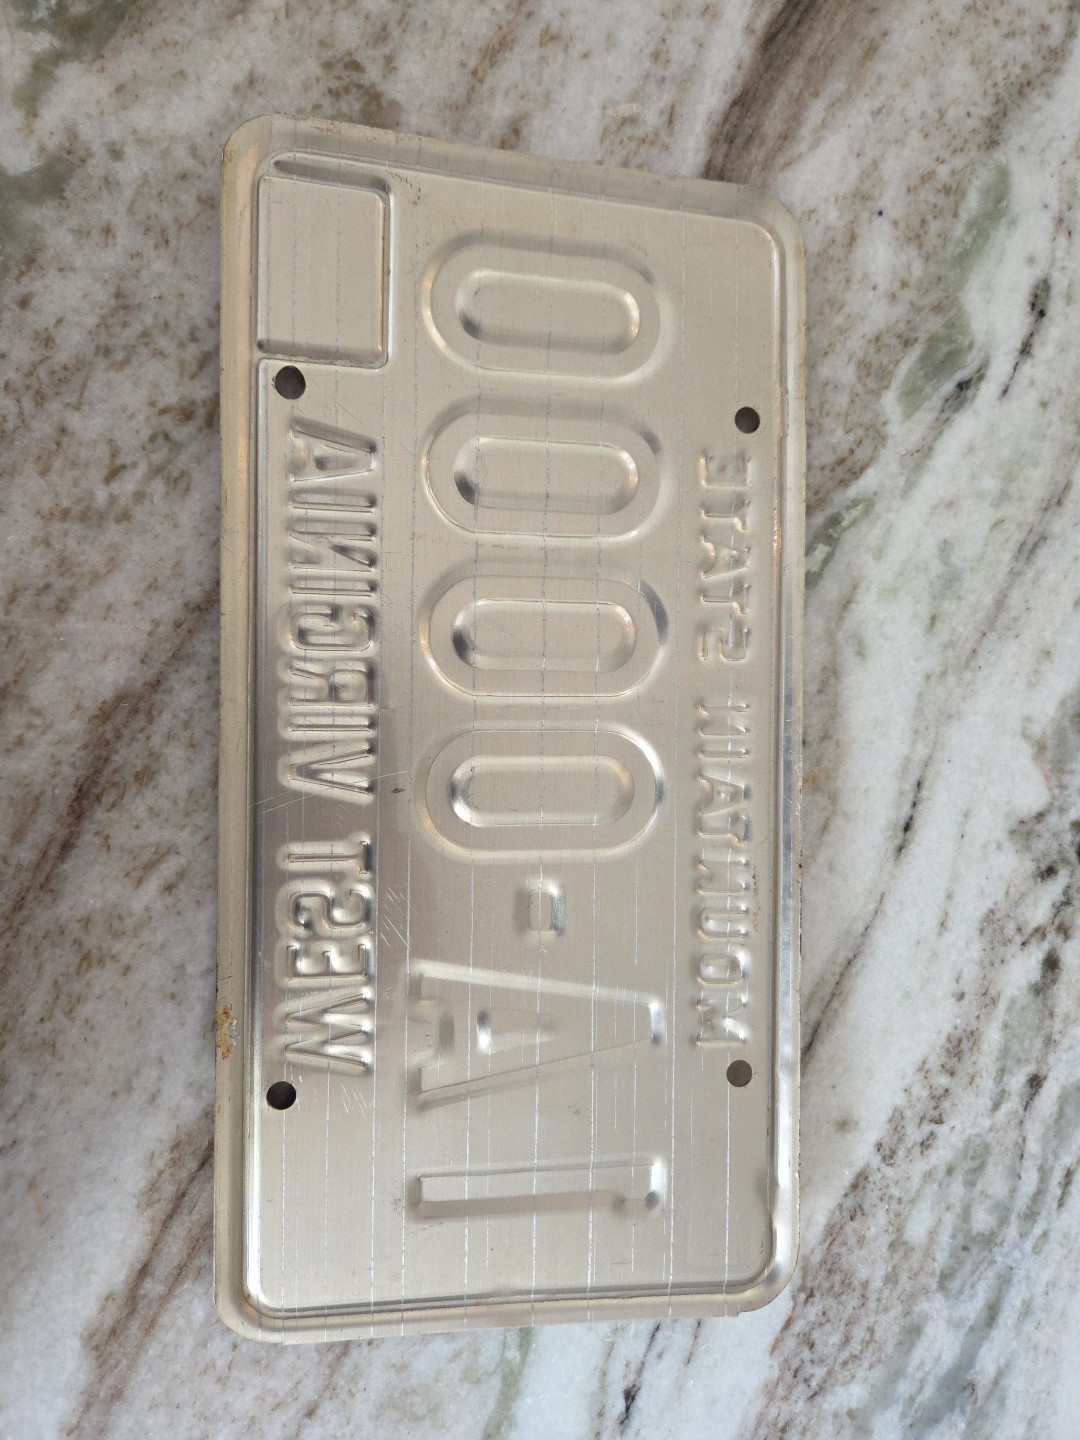 MOUNTAIN STATE
1A-0000
WEST VIRGINIA